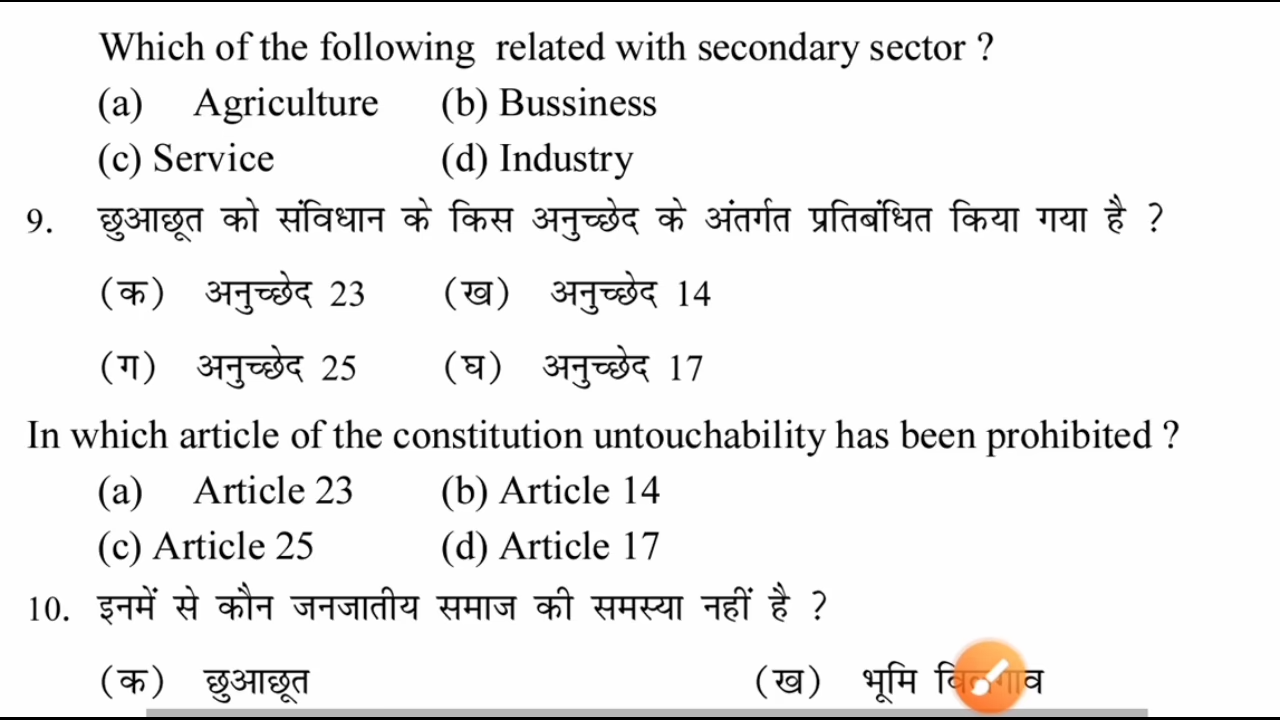 Which of the following related with secondary sector ?
(a) Agriculture (b) Bussiness
(c) Service (d) Industry
9. छुआछूत को संविधान के किस अनुच्छेद के अंतर्गत प्रतिबंधित किया गया है ?
(क) अनुच्छेद 23 (ख) अनुच्छेद 14
(ग) अनुच्छेद 25 (घ) अनुच्छेद 17
In which article of the constitution untouchability has been prohibited ?
(a) Article 23 (b) Article 14
(c) Article 25 (d) Article 17
10. इनमें से कौन जनजातीय समाज की समस्या नहीं है ?
(क) छुआछूत (ख) भूमि